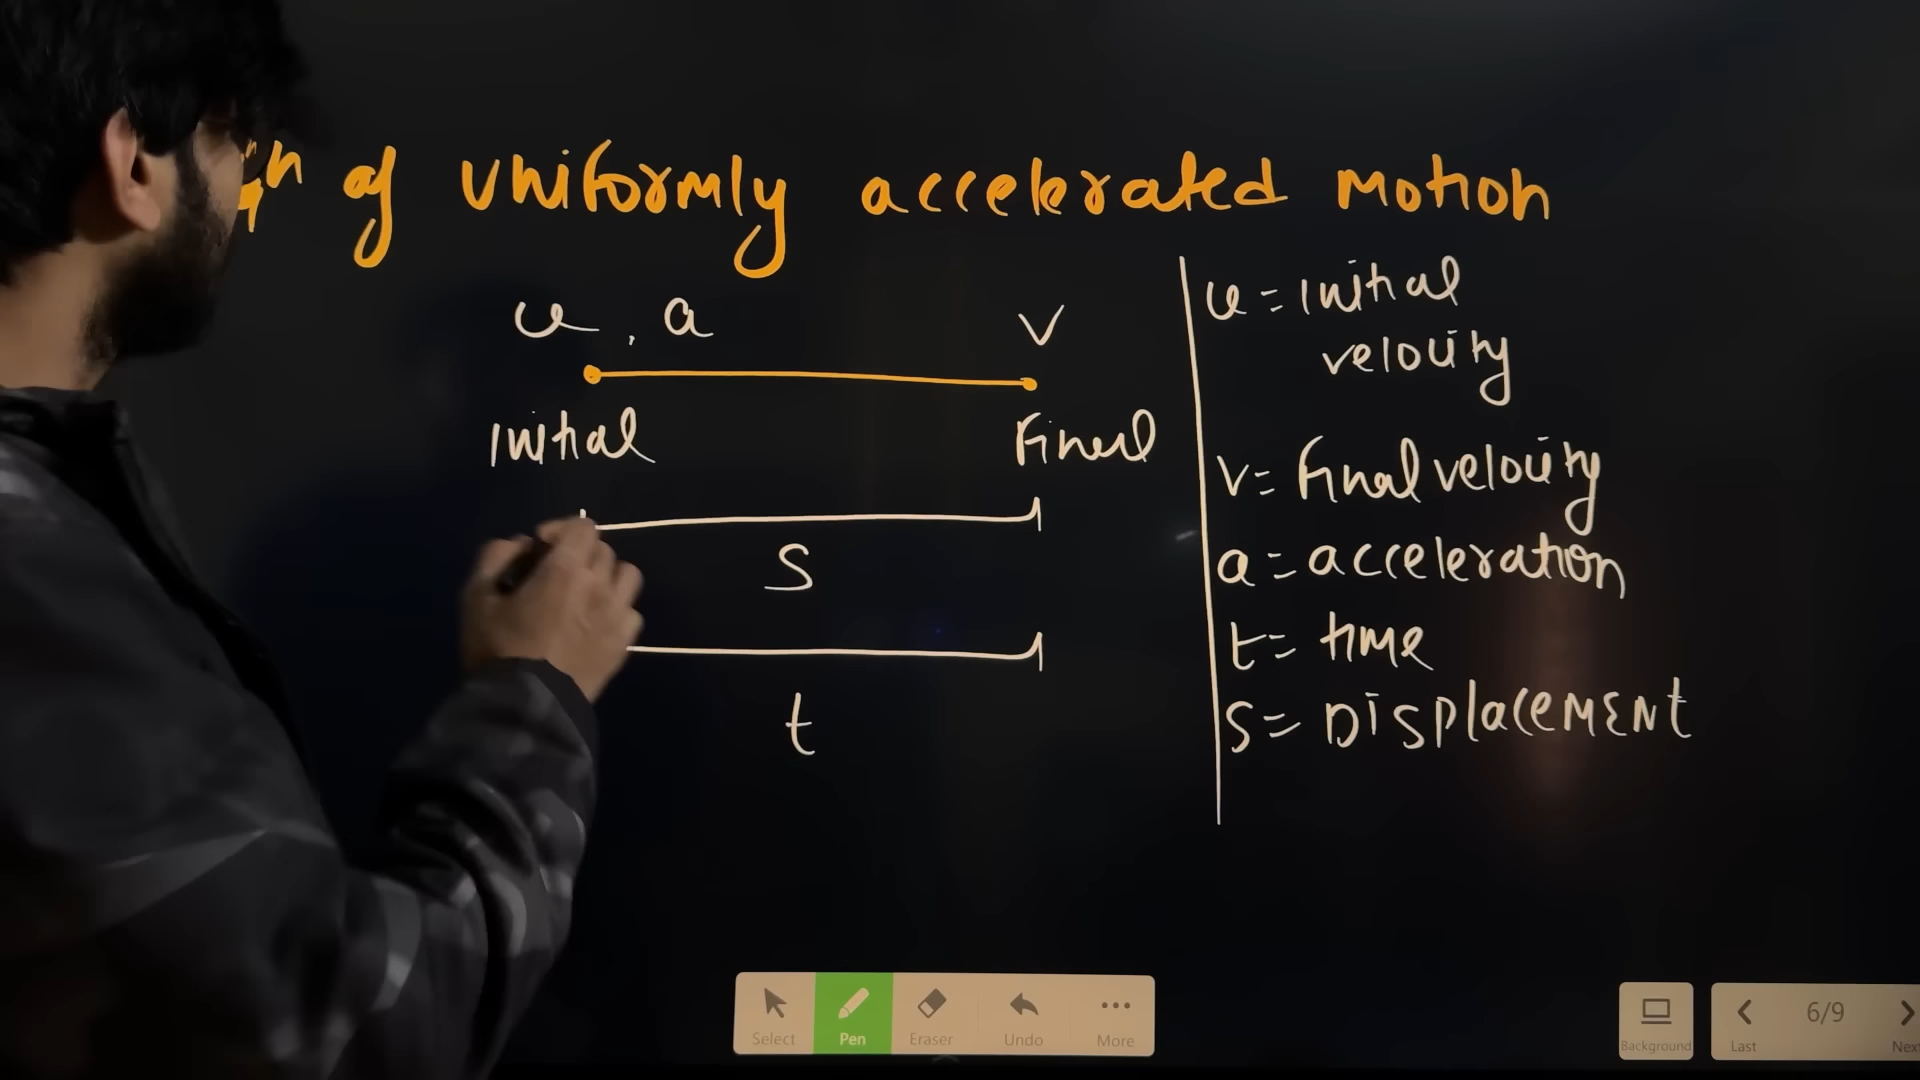 of uniformly accelerated motion
u , a v
Initial Final
S
t
u = initial
velocity
v = Final velocity
a = acceleration
t = time
S = DISPlaceMENt
Select Pen Eraser Undo More
Background
Last 6/9 Next